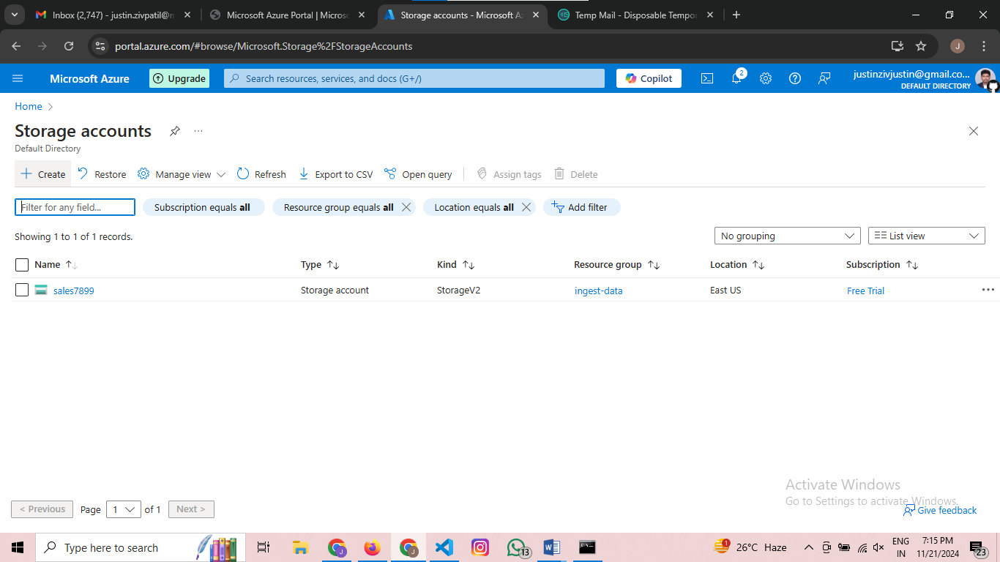 Inbox (2,747) - justin.zivpatil@m
Microsoft Azure Portal | Microso
Storage accounts - Microsoft Az
Temp Mail - Disposable Tempo
portal.azure.com/#browse/Microsoft.Storage%2FStorageAccounts
J
Microsoft Azure
Upgrade
Search resources, services, and docs (G+/)
Copilot
2
justinzivjustin@gmail.co...
DEFAULT DIRECTORY
Home
Storage accounts
Default Directory
Create
Restore
Manage view
Refresh
Export to CSV
Open query
Assign tags
Delete
Filter for any field...
Subscription equals all
Resource group equals all
Location equals all
Add filter
Showing 1 to 1 of 1 records.
No grouping
List view
Name
Type
Kind
Resource group
Location
Subscription
sales7899
Storage account
StorageV2
ingest-data
East US
Free Trial
Activate Windows
Go to Settings to activate Windows.
< Previous
Page
1
of 1
Next >
Give feedback
Type here to search
J
J
13
W
1
26°C Haze
ENG
IN
7:15 PM
11/21/2024
23